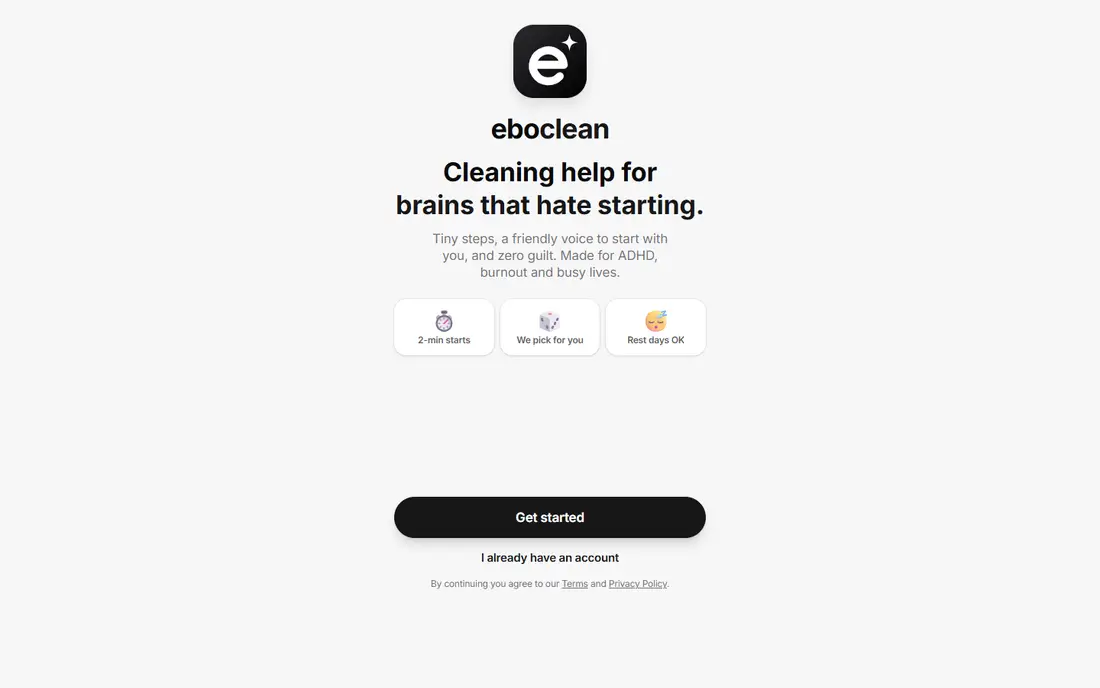 e
eboclean
Cleaning help for
brains that hate starting.
Tiny steps, a friendly voice to start with
you, and zero guilt. Made for ADHD,
burnout and busy lives.
2-min starts
We pick for you
Rest days OK
Get started
I already have an account
By continuing you agree to our Terms and Privacy Policy.